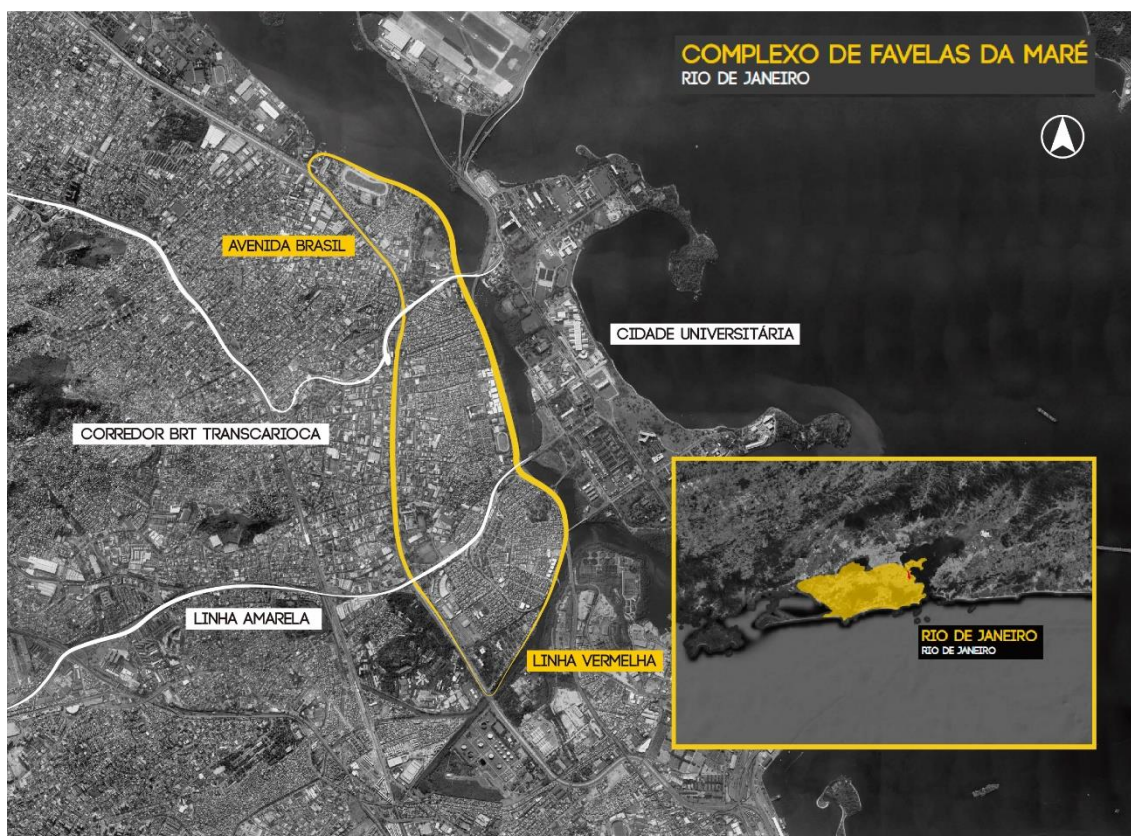 COMPLEXO DE FAVELAS DA MARÉ
RIO DE JANEIRO
AVENIDA BRASIL
CIDADE UNIVERSITÁRIA
CORREDOR BRT TRANSCARIOCA
LINHA AMARELA
LINHA VERMELHA
RIO DE JANEIRO
RIO DE JANEIRO